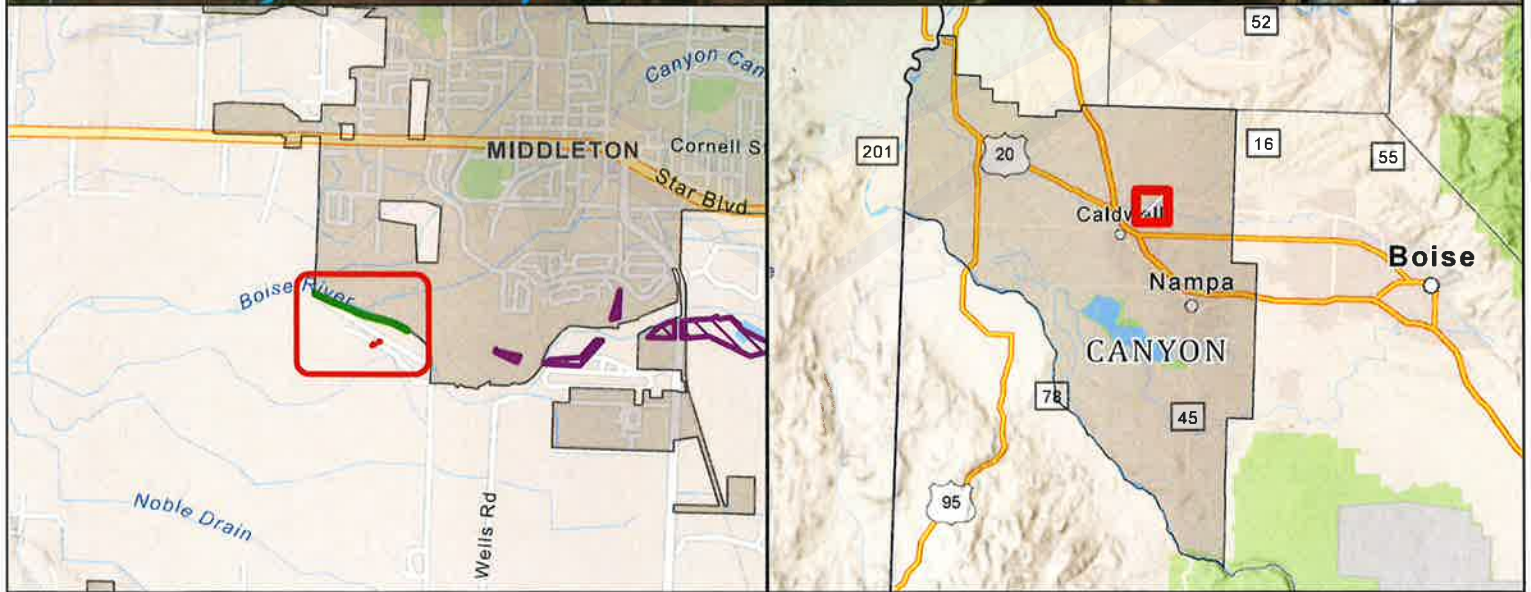 Canyon Can
MIDDLETON
Cornell S
Star Blvd
Boise River
Noble Drain
Wells Rd
52
201
20
16
55
Caldwell
Boise
Nampa
CANYON
78
45
95